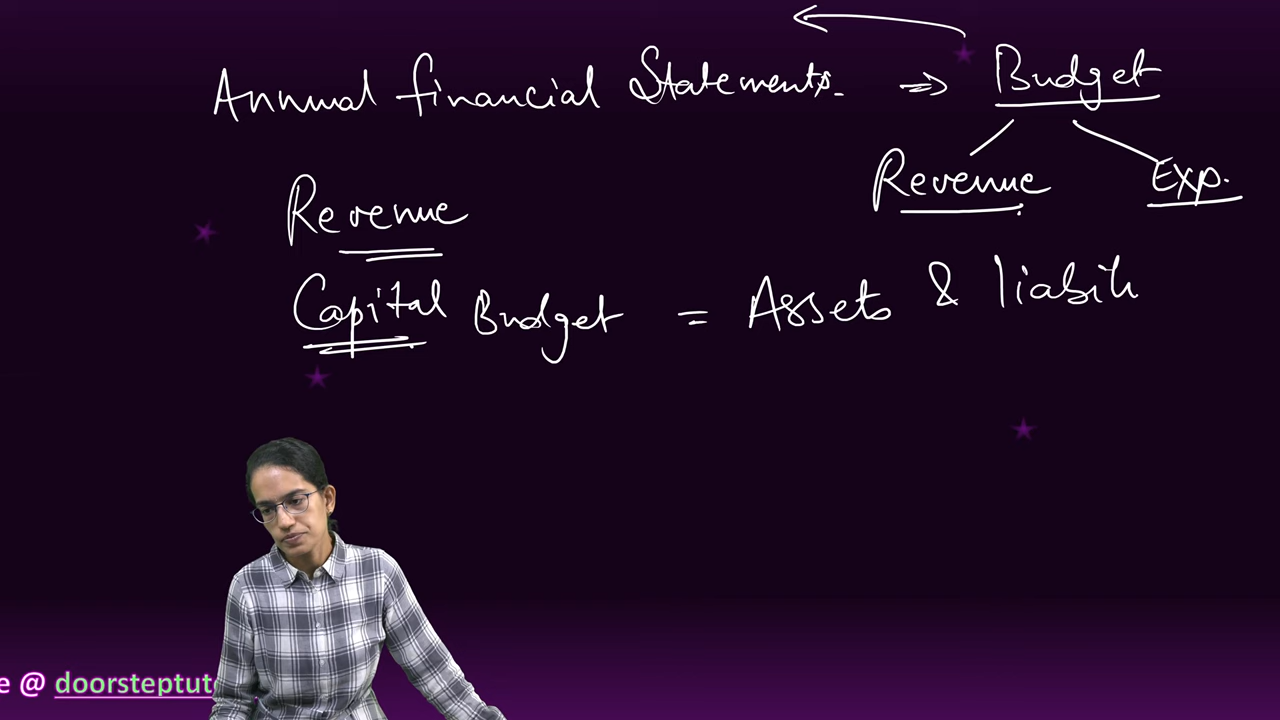 Annual financial Statements. ⇒ Budget
Revenue Exp.
Revenue
Capital Budget = Assets & liabili
e @ doorsteptut